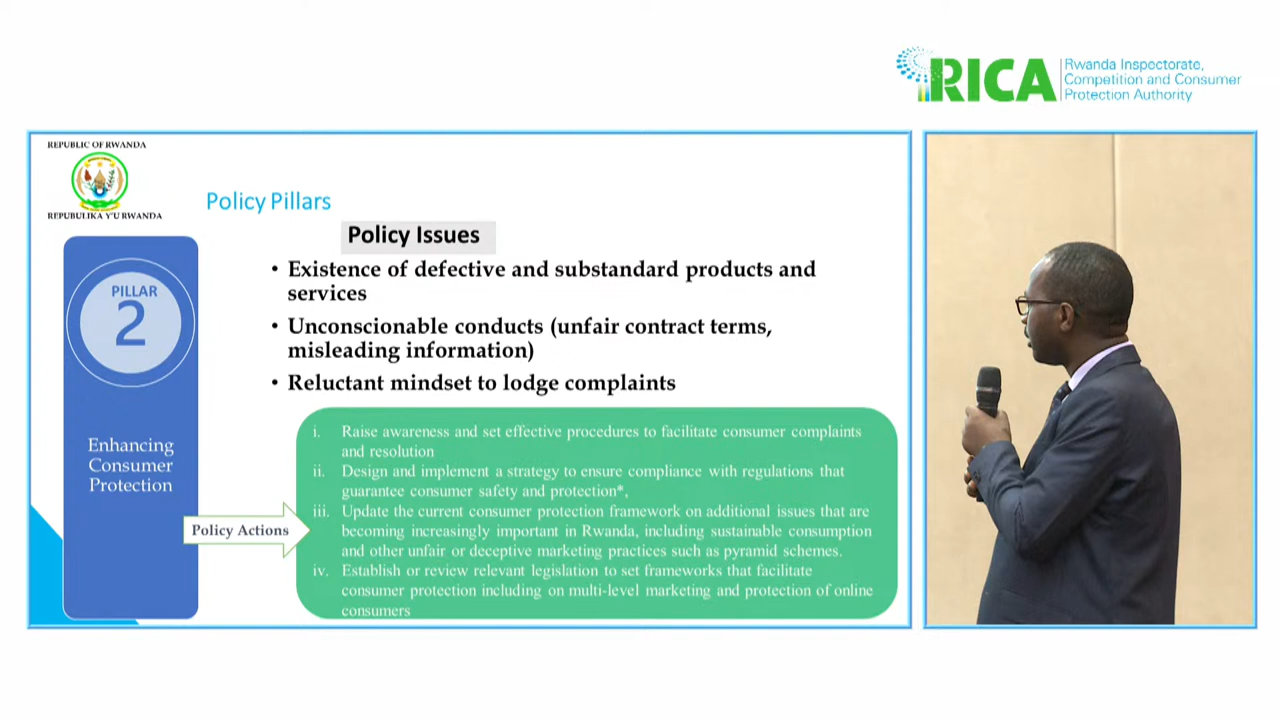 RICA
Rwanda Inspectorate,
Competition and Consumer
Protection Authority
REPUBLIC OF RWANDA
REPUBULIKA Y'U RWANDA
Policy Pillars
Policy Issues
• Existence of defective and substandard products and
services
• Unconscionable conducts (unfair contract terms,
misleading information)
• Reluctant mindset to lodge complaints
PILLAR
2
Enhancing
Consumer
Protection
Policy Actions
i. Raise awareness and set effective procedures to facilitate consumer complaints
and resolution
ii. Design and implement a strategy to ensure compliance with regulations that
guarantee consumer safety and protection*,
iii. Update the current consumer protection framework on additional issues that are
becoming increasingly important in Rwanda, including sustainable consumption
and other unfair or deceptive marketing practices such as pyramid schemes.
iv. Establish or review relevant legislation to set frameworks that facilitate
consumer protection including on multi-level marketing and protection of online
consumers